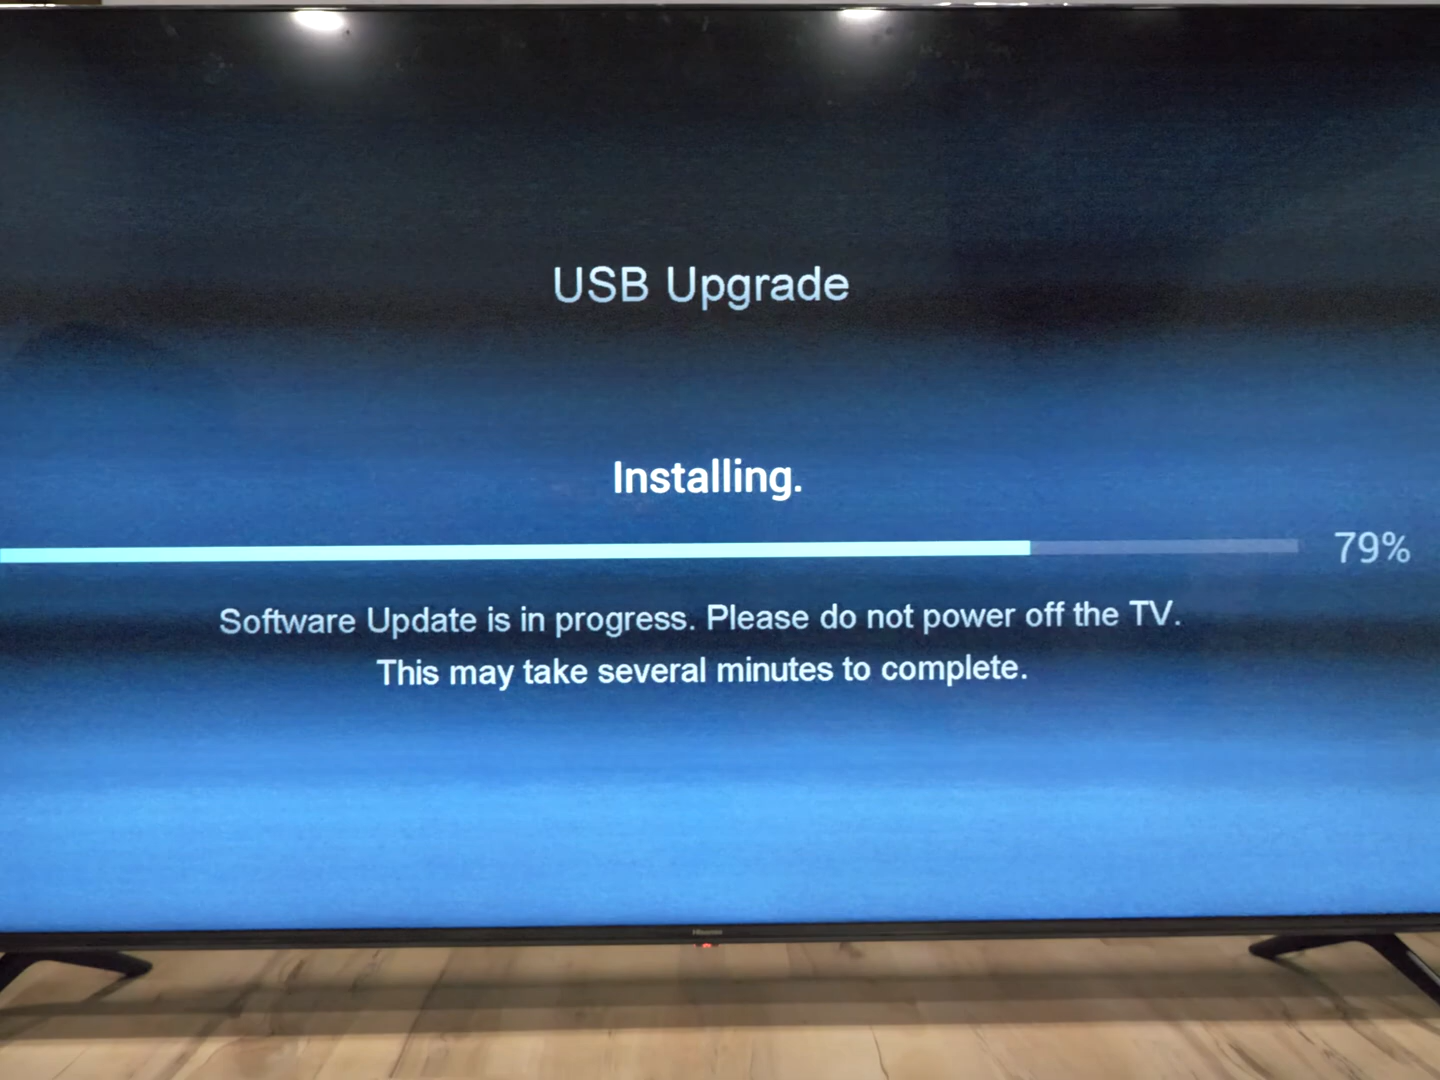 USB Upgrade
Installing.
79%
Software Update is in progress. Please do not power off the TV.
This may take several minutes to complete.
Hisense